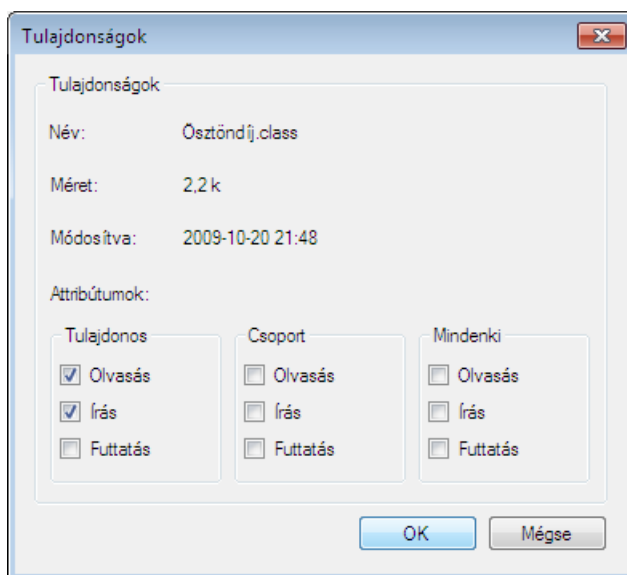 Tulajdonságok
Tulajdonságok
Név: Ösztöndíj.class
Méret: 2,2 k
Módosítva: 2009-10-20 21:48
Attribútumok:
Tulajdonos Csoport Mindenki
Olvasás Olvasás Olvasás
Írás Írás Írás
Futtatás Futtatás Futtatás
OK Mégse